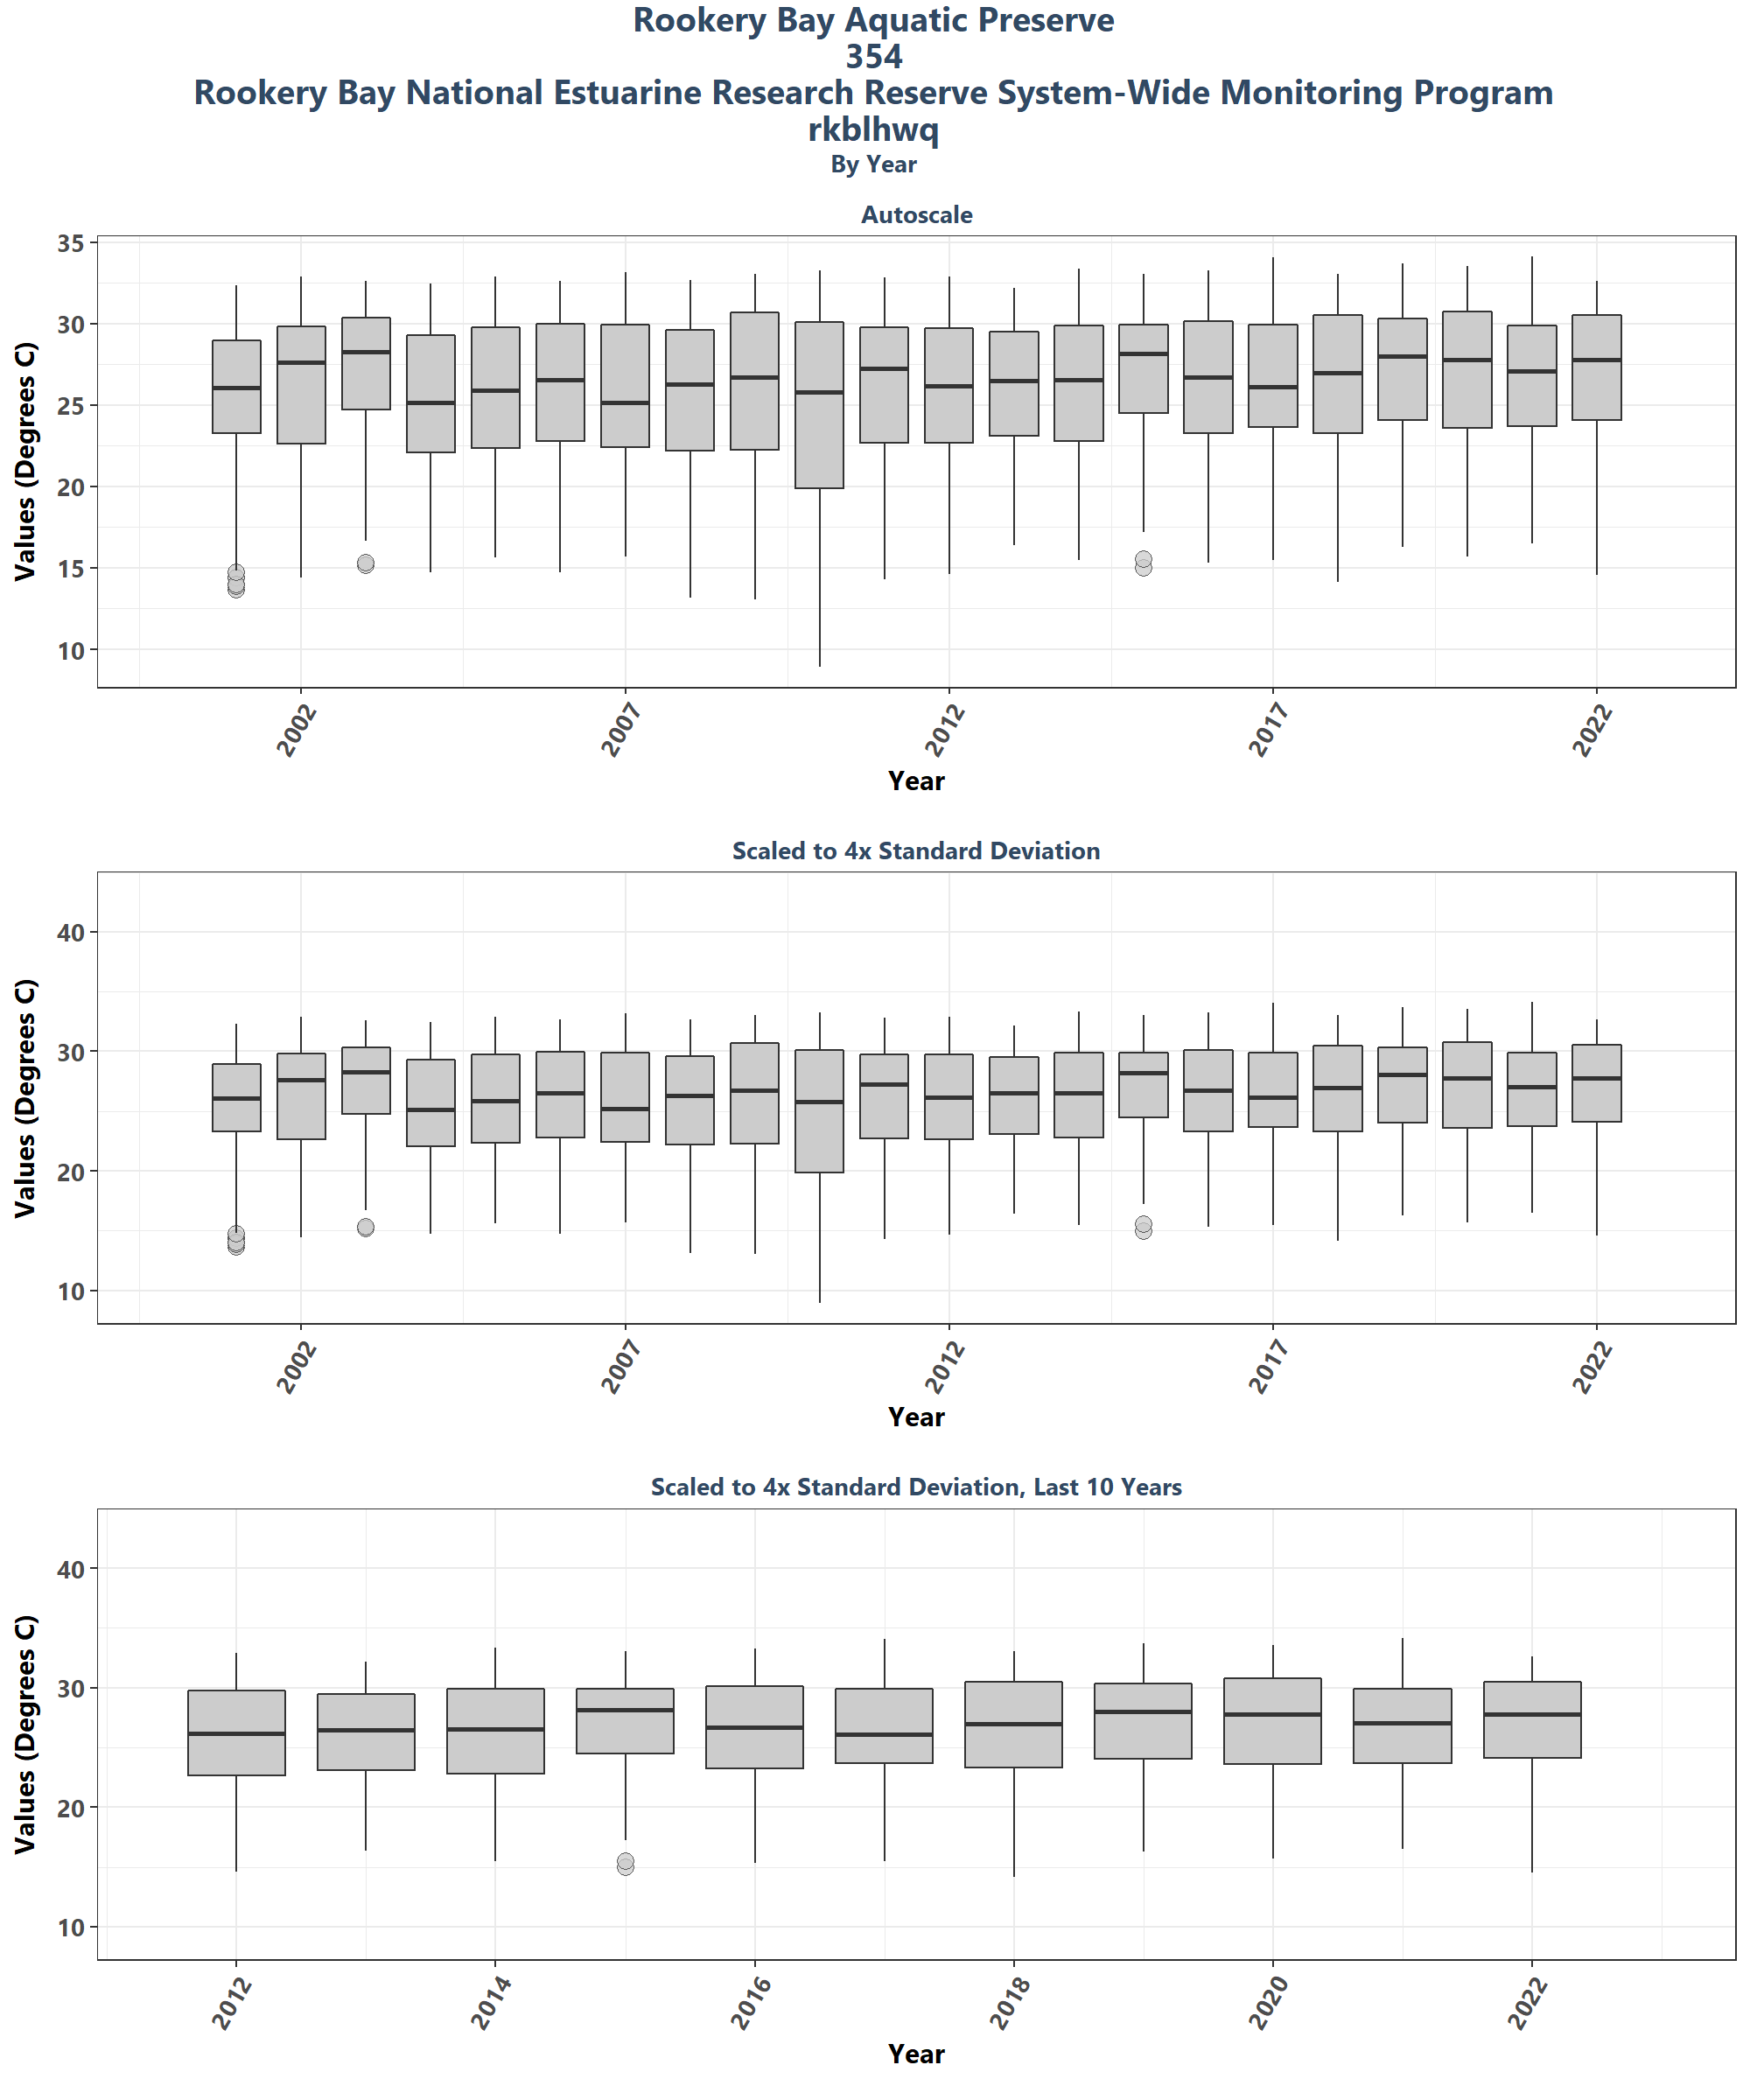 Rookery Bay Aquatic Preserve
354
Rookery Bay National Estuarine Research Reserve System-Wide Monitoring Program
rkblhwq
By Year
Autoscale
Values (Degrees C)
35
30
25
20
15
10
2002
2007
2012
2017
2022
Year
Scaled to 4x Standard Deviation
Values (Degrees C)
40
30
20
10
2002
2007
2012
2017
2022
Year
Scaled to 4x Standard Deviation, Last 10 Years
Values (Degrees C)
40
30
20
10
2012
2014
2016
2018
2020
2022
Year